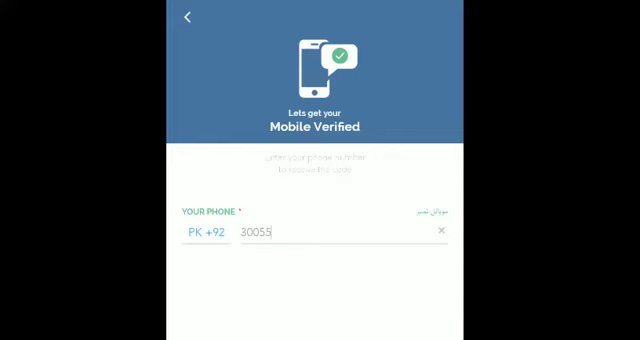 Lets get your
Mobile Verified
Enter your phone number
to receive the code
YOUR PHONE *
موبائل نمبر
PK +92
30055